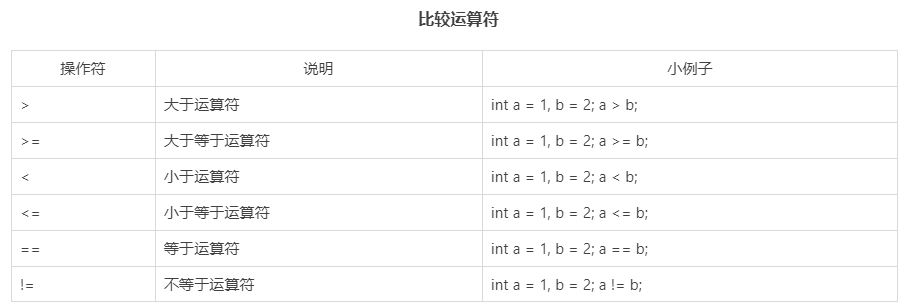 比较运算符
操作符 说明 小例子
> 大于运算符 int a = 1, b = 2; a > b;
>= 大于等于运算符 int a = 1, b = 2; a >= b;
< 小于运算符 int a = 1, b = 2; a < b;
<= 小于等于运算符 int a = 1, b = 2; a <= b;
== 等于运算符 int a = 1, b = 2; a == b;
!= 不等于运算符 int a = 1, b = 2; a != b;